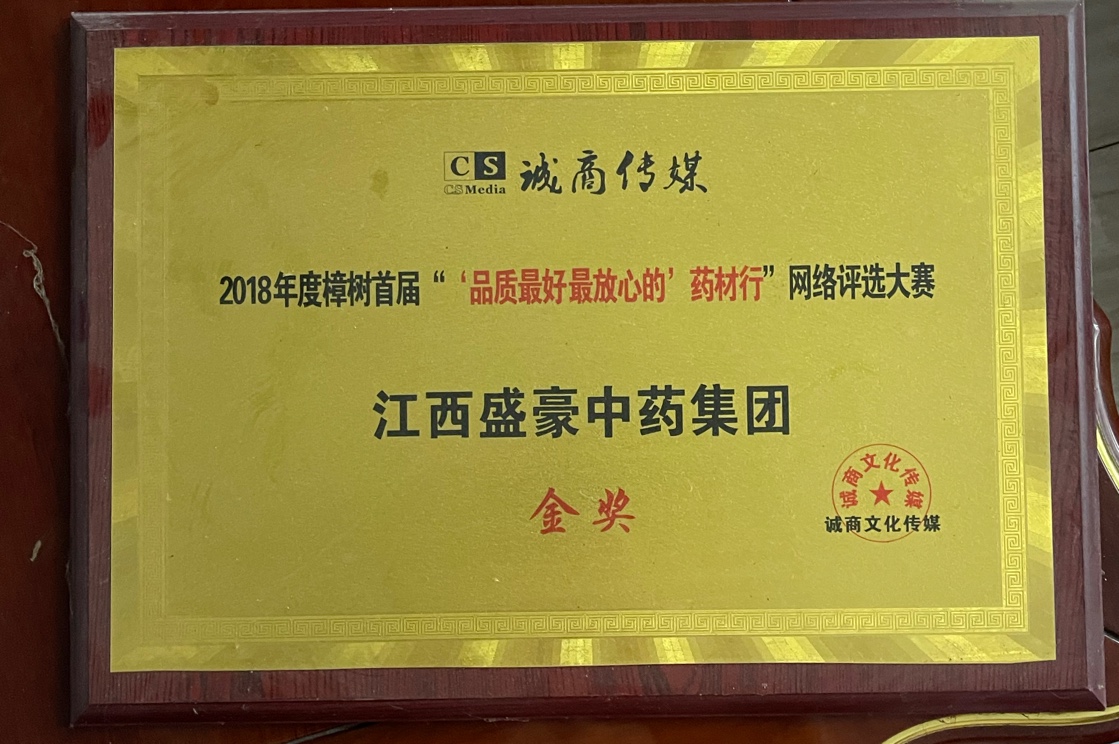 CS 诚商传媒
CS Media
2018年度樟树首届“‘品质最好最放心的’药材行”网络评选大赛
江西盛豪中药集团
金奖
诚商文化传媒
诚商文化传媒